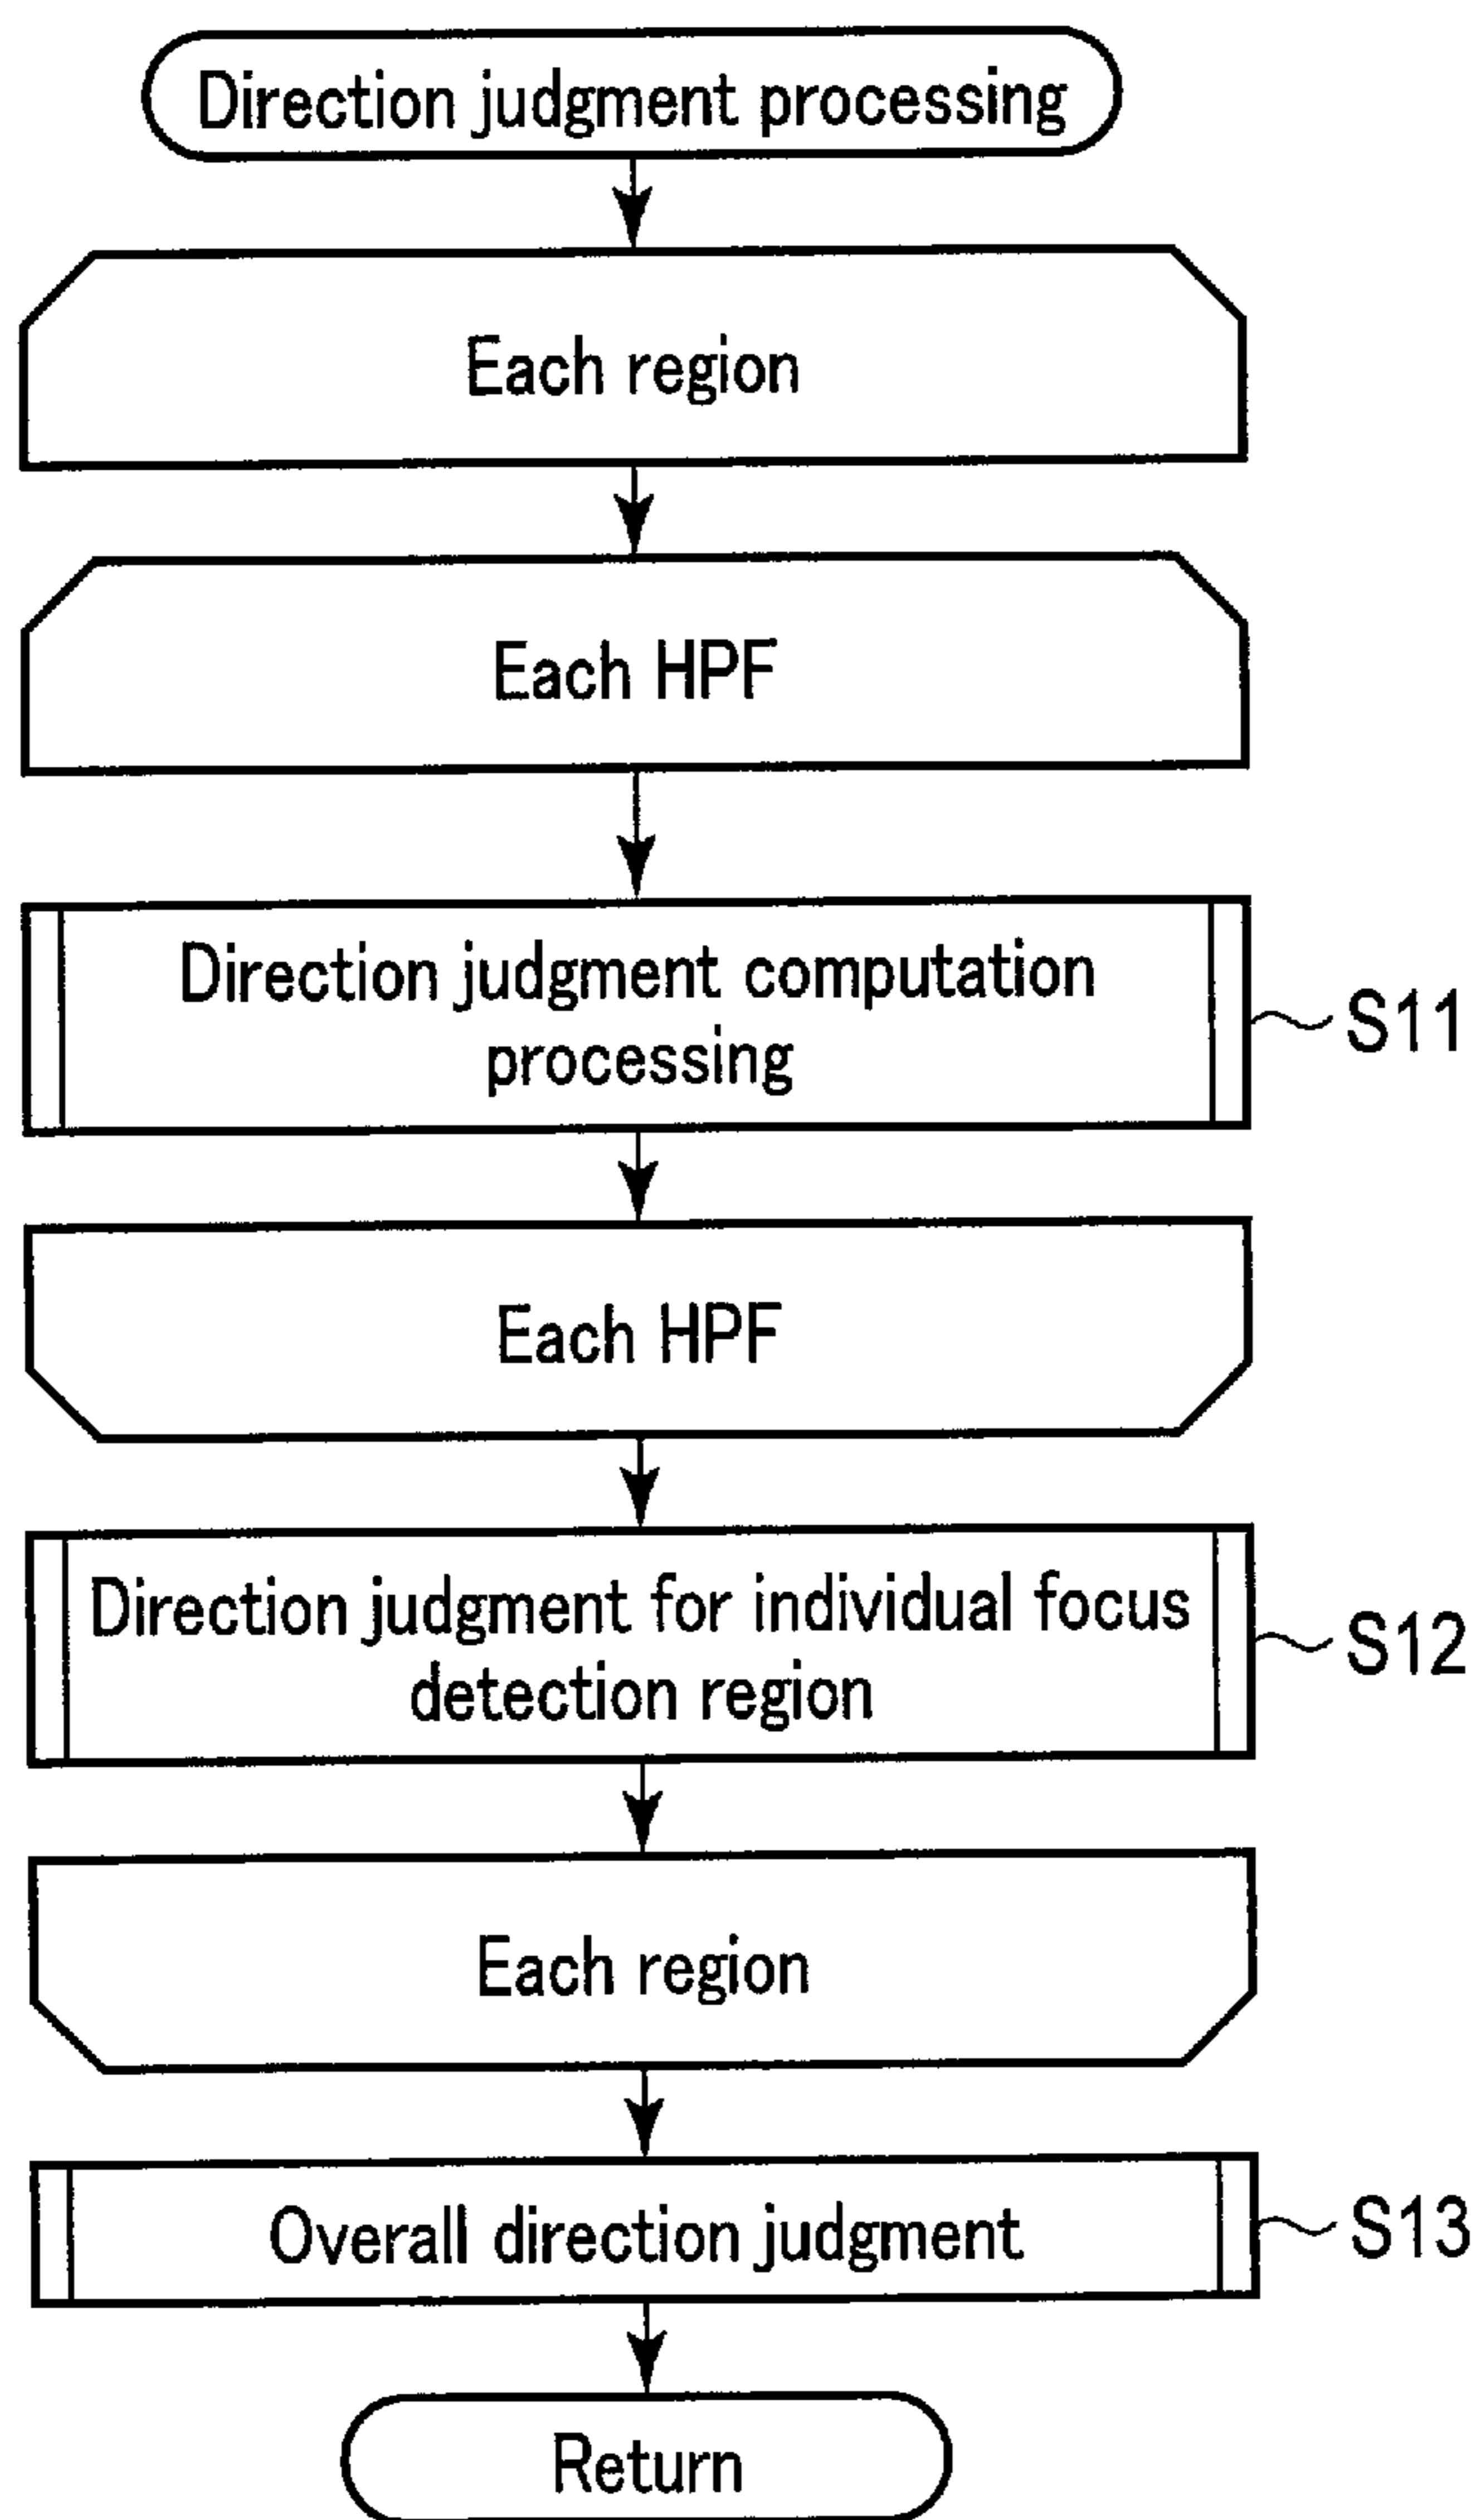 Direction judgment processing
Each region
Each HPF
Direction judgment computation
processing
S11
Each HPF
Direction judgment for individual focus
detection region
S12
Each region
Overall direction judgment
S13
Return